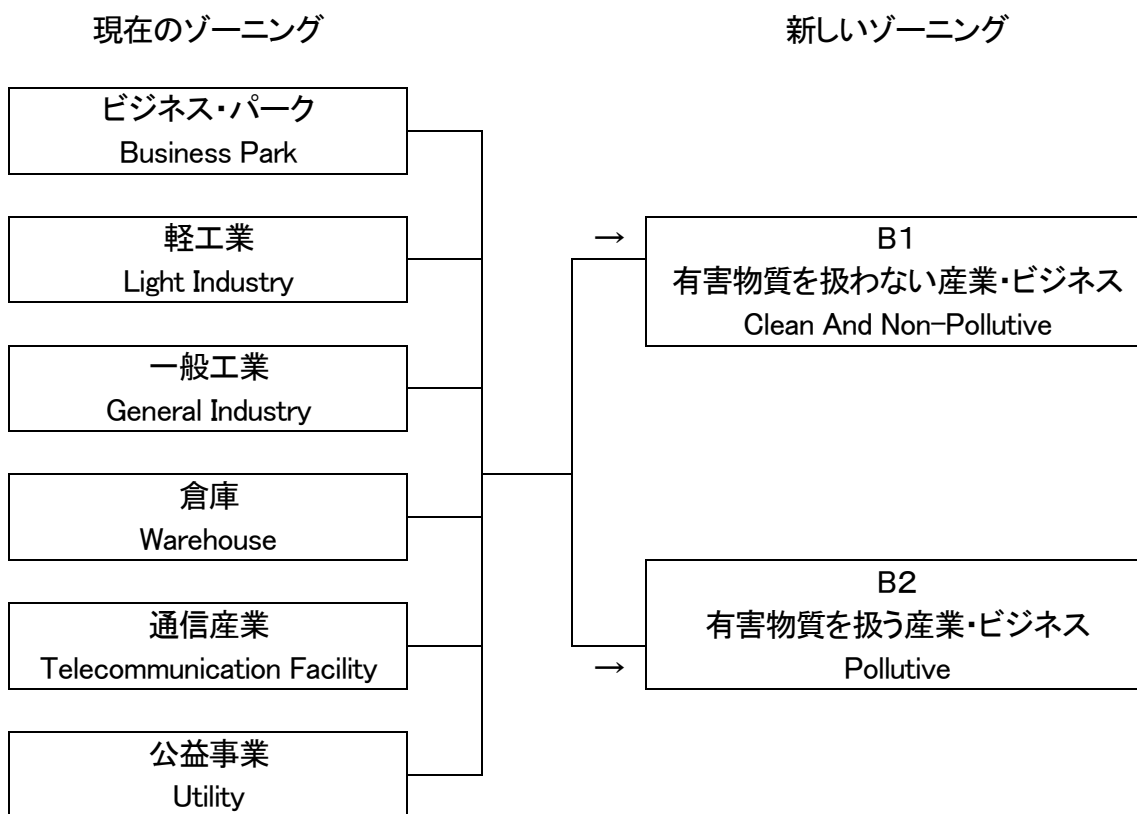 現在のゾーニング
新しいゾーニング
ビジネス・パーク
Business Park
軽工業
Light Industry
一般工業
General Industry
倉庫
Warehouse
通信産業
Telecommunication Facility
公益事業
Utility
→
B1
有害物質を扱わない産業・ビジネス
Clean And Non-Pollutive
→
B2
有害物質を扱う産業・ビジネス
Pollutive